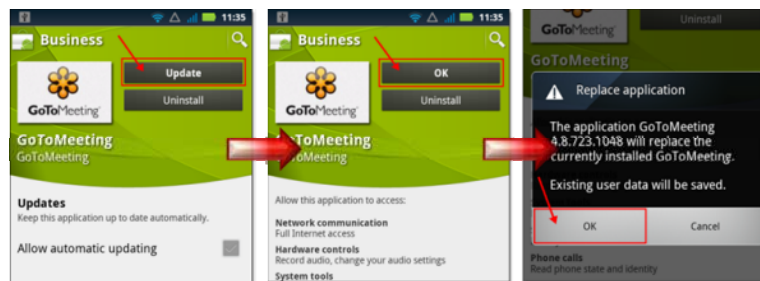 11:35
Business
Update
Uninstall
GoToMeeting
GoToMeeting
GoToMeeting
Updates
Keep this application up to date automatically.
Allow automatic updating
11:35
Business
OK
Uninstall
GoToMeeting
ToMeeting
oMeeting
Allow this application to access:
Network communication
Full Internet access
Hardware controls
Record audio, change your audio settings
System tools
Uninstall
GoToMeeting
GoToMeeting
Replace application
The application GoToMeeting
4.8.723.1048 will replace the
currently installed GoToMeeting.
Existing user data will be saved.
OK
Cancel
Phone calls
Read phone state and identity